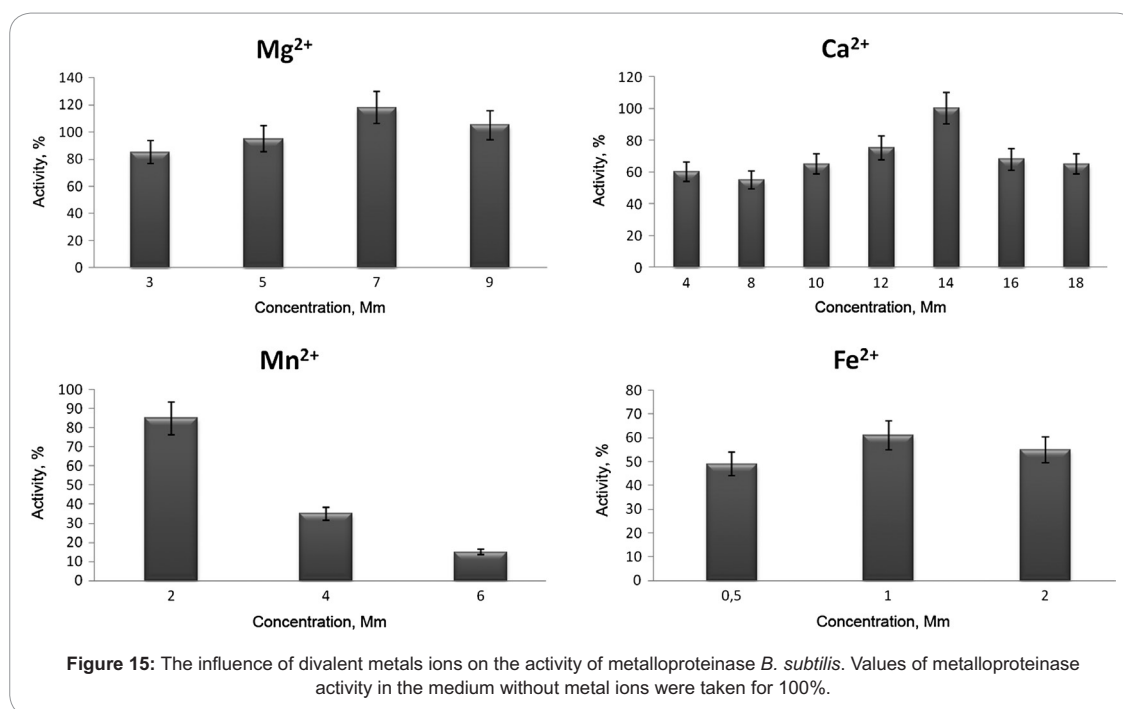 Mg²⁺
140
120
100
80
60
40
20
0
Activity, %
3 5 7 9
Concentration, Mm
Ca²⁺
120
100
80
60
40
20
0
Activity, %
4 8 10 12 14 16 18
Concentration, Mm
Mn²⁺
100
90
80
70
60
50
40
30
20
10
0
Activity, %
2 4 6
Concentration, Mm
Fe²⁺
80
70
60
50
40
30
20
10
0
Activity, %
0,5 1 2
Concentration, Mm
Figure 15: The influence of divalent metals ions on the activity of metalloproteinase B. subtilis. Values of metalloproteinase
activity in the medium without metal ions were taken for 100%.